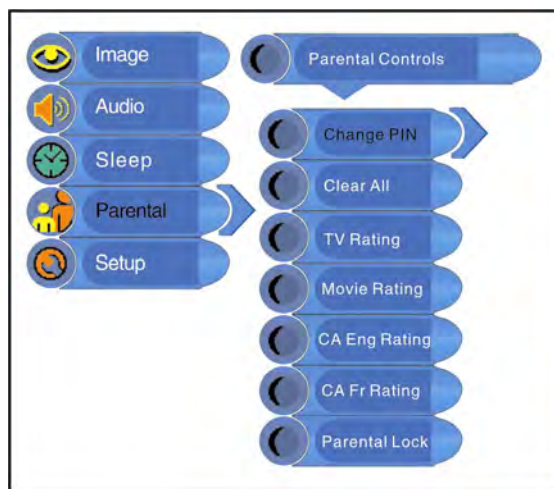 Image
Audio
Sleep
Parental
Setup
Parental Controls
Change PIN
Clear All
TV Rating
Movie Rating
CA Eng Rating
CA Fr Rating
Parental Lock